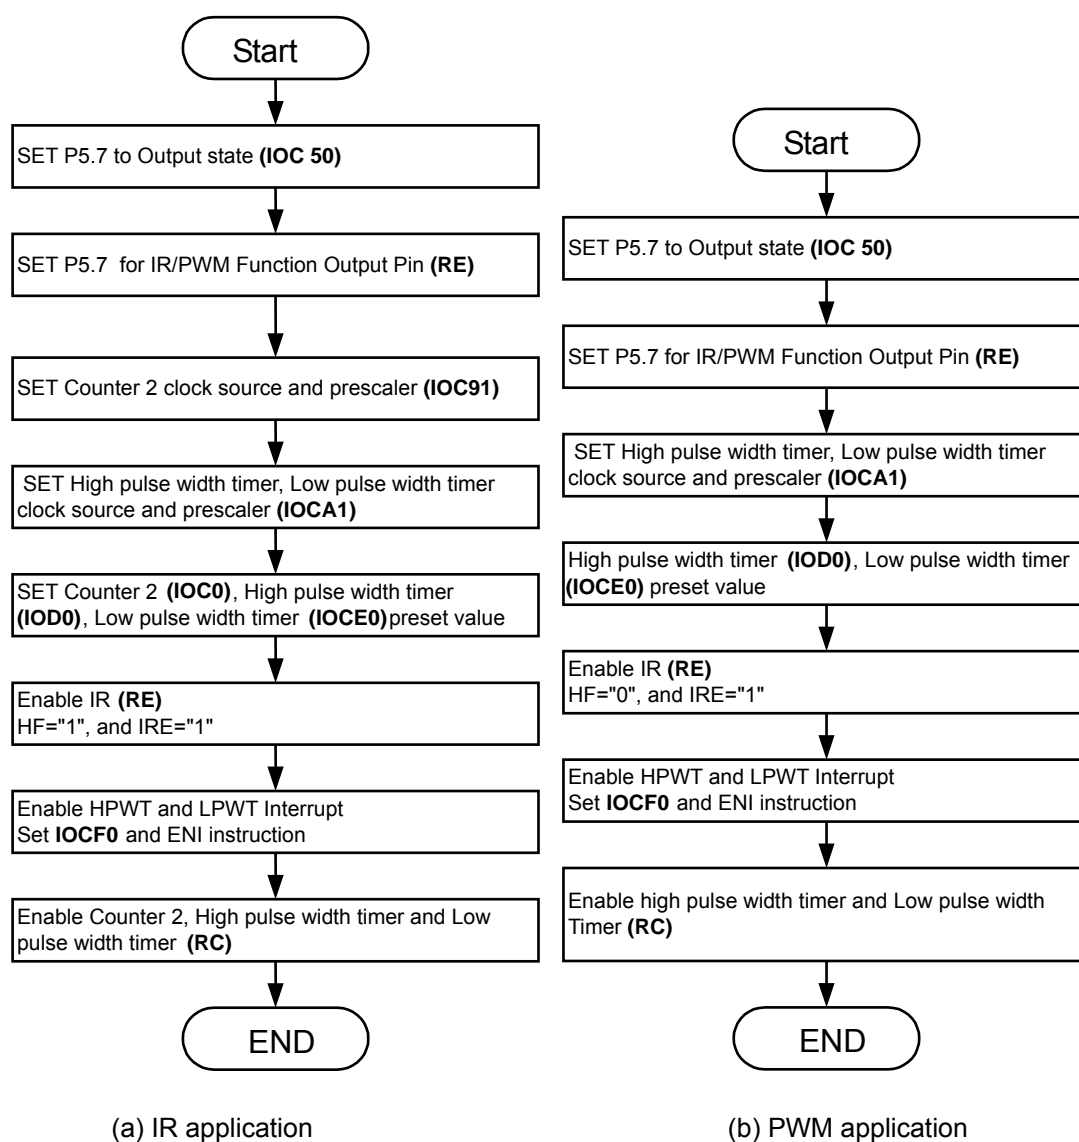 Start
SET P5.7 to Output state (IOC 50)
SET P5.7 for IR/PWM Function Output Pin (RE)
SET Counter 2 clock source and prescaler (IOC91)
SET High pulse width timer, Low pulse width timer
clock source and prescaler (IOCA1)
SET Counter 2 (IOC0), High pulse width timer
(IOD0), Low pulse width timer (IOCE0)preset value
Enable IR (RE)
HF="1", and IRE="1"
Enable HPWT and LPWT Interrupt
Set IOCF0 and ENI instruction
Enable Counter 2, High pulse width timer and Low
pulse width timer (RC)
END
(a) IR application
Start
SET P5.7 to Output state (IOC 50)
SET P5.7 for IR/PWM Function Output Pin (RE)
SET High pulse width timer, Low pulse width timer
clock source and prescaler (IOCA1)
High pulse width timer (IOD0), Low pulse width timer
(IOCE0) preset value
Enable IR (RE)
HF="0", and IRE="1"
Enable HPWT and LPWT Interrupt
Set IOCF0 and ENI instruction
Enable high pulse width timer and Low pulse width
Timer (RC)
END
(b) PWM application